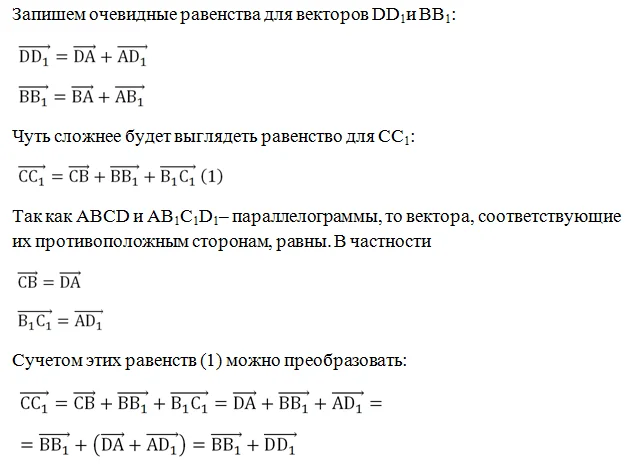 Запишем очевидные равенства для векторов DD₁и BB₁:
$\overrightarrow{DD_1} = \overrightarrow{DA} + \overrightarrow{AD_1}$
$\overrightarrow{BB_1} = \overrightarrow{BA} + \overrightarrow{AB_1}$
Чуть сложнее будет выглядеть равенство для CC₁:
$\overrightarrow{CC_1} = \overrightarrow{CB} + \overrightarrow{BB_1} + \overrightarrow{B_1C_1}$ (1)
Так как ABCD и AB₁C₁D₁– параллелограммы, то вектора, соответствующие
их противоположным сторонам, равны. В частности
$\overrightarrow{CB} = \overrightarrow{DA}$
$\overrightarrow{B_1C_1} = \overrightarrow{AD_1}$
Сучетом этих равенств (1) можно преобразовать:
$\overrightarrow{CC_1} = \overrightarrow{CB} + \overrightarrow{BB_1} + \overrightarrow{B_1C_1} = \overrightarrow{DA} + \overrightarrow{BB_1} + \overrightarrow{AD_1} =$
$= \overrightarrow{BB_1} + (\overrightarrow{DA} + \overrightarrow{AD_1}) = \overrightarrow{BB_1} + \overrightarrow{DD_1}$